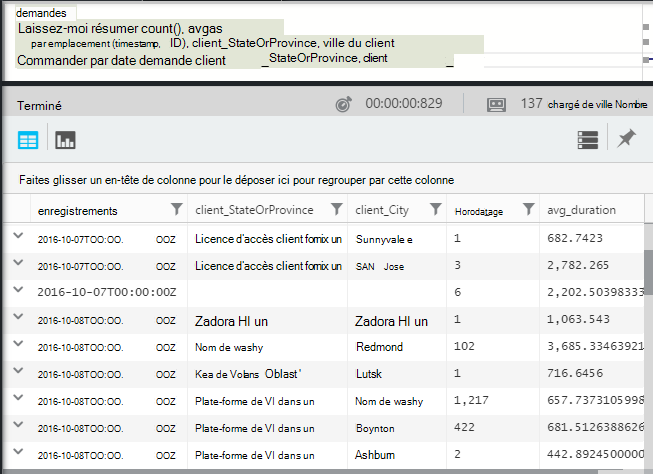 demandes
Laissez-moi résumer count(), avgas
par emplacement (timestamp, ID), client_StateOrProvince, ville du client
Commander par date demande client _StateOrProvince, client _
Terminé 00:00:00:829 137 chargé de ville Nombre
Faites glisser un en-tête de colonne pour le déposer ici pour regrouper par cette colonne
enregistrements client_StateOrProvince client_City Horodatage avg_duration
2016-10-07TOO:OO. OOZ Licence d'accès client fomix un Sunnyvale e 1 682.7423
2016-10-07TOO:OO. OOZ Licence d'accès client fomix un SAN Jose 3 2,782.265
2016-10-07T00:00:00Z 6 2,202.50398333
2016-10-08TOO:OO. OOZ Zadora HI un Zadora HI un 1 1,063.543
2016-10-08TOO:OO. OOZ Nom de washy Redmond 102 3,685.33463921
2016-10-08TOO:OO. OOZ Kea de Volans Oblast' Lutsk 1 716.6456
2016-10-08TOO:OO. OOZ Plate-forme de VI dans un Nom de washy 1,217 657.7373105998
2016-10-08TOO:OO. OOZ Plate-forme de VI dans un Boynton 422 681.5126388626
2016-10-08TOO:OO. OOZ Plate-forme de VI dans un Ashbum 2 442.8924500000